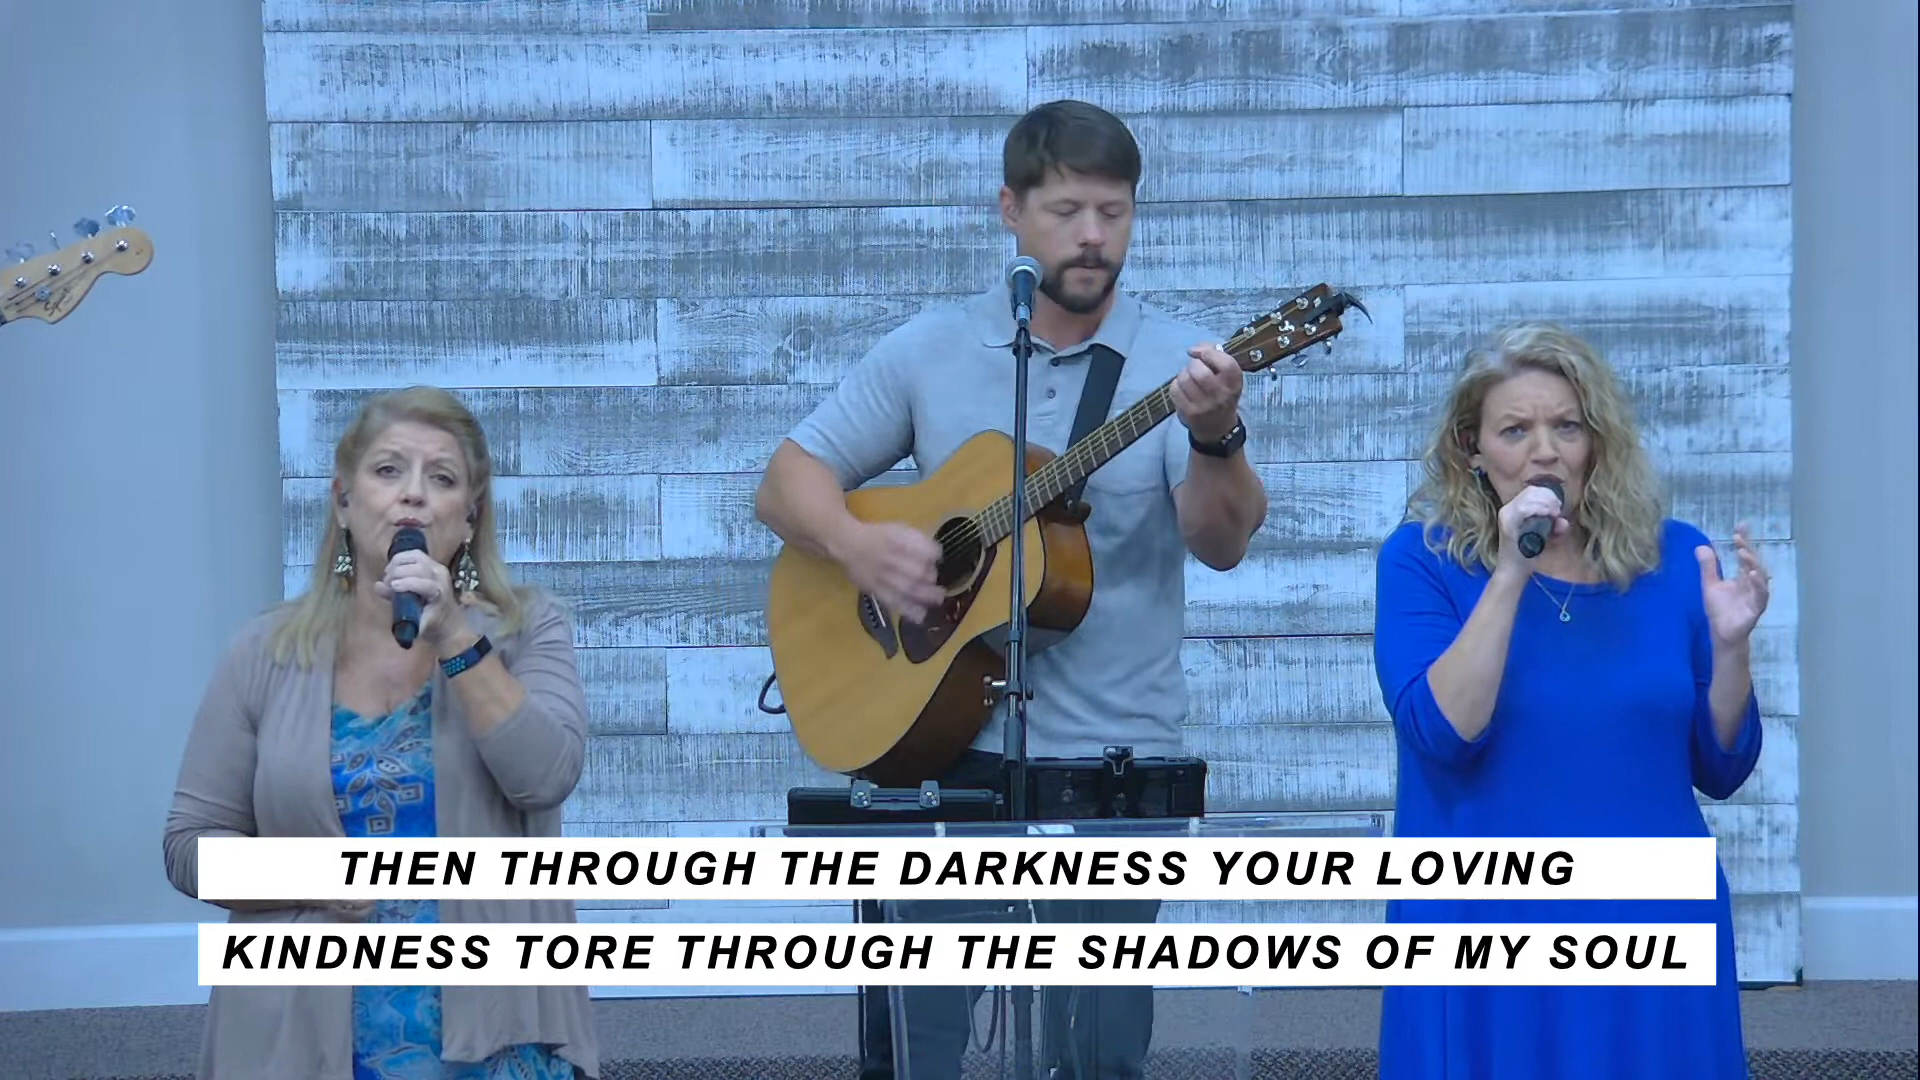 THEN THROUGH THE DARKNESS YOUR LOVING
KINDNESS TORE THROUGH THE SHADOWS OF MY SOUL